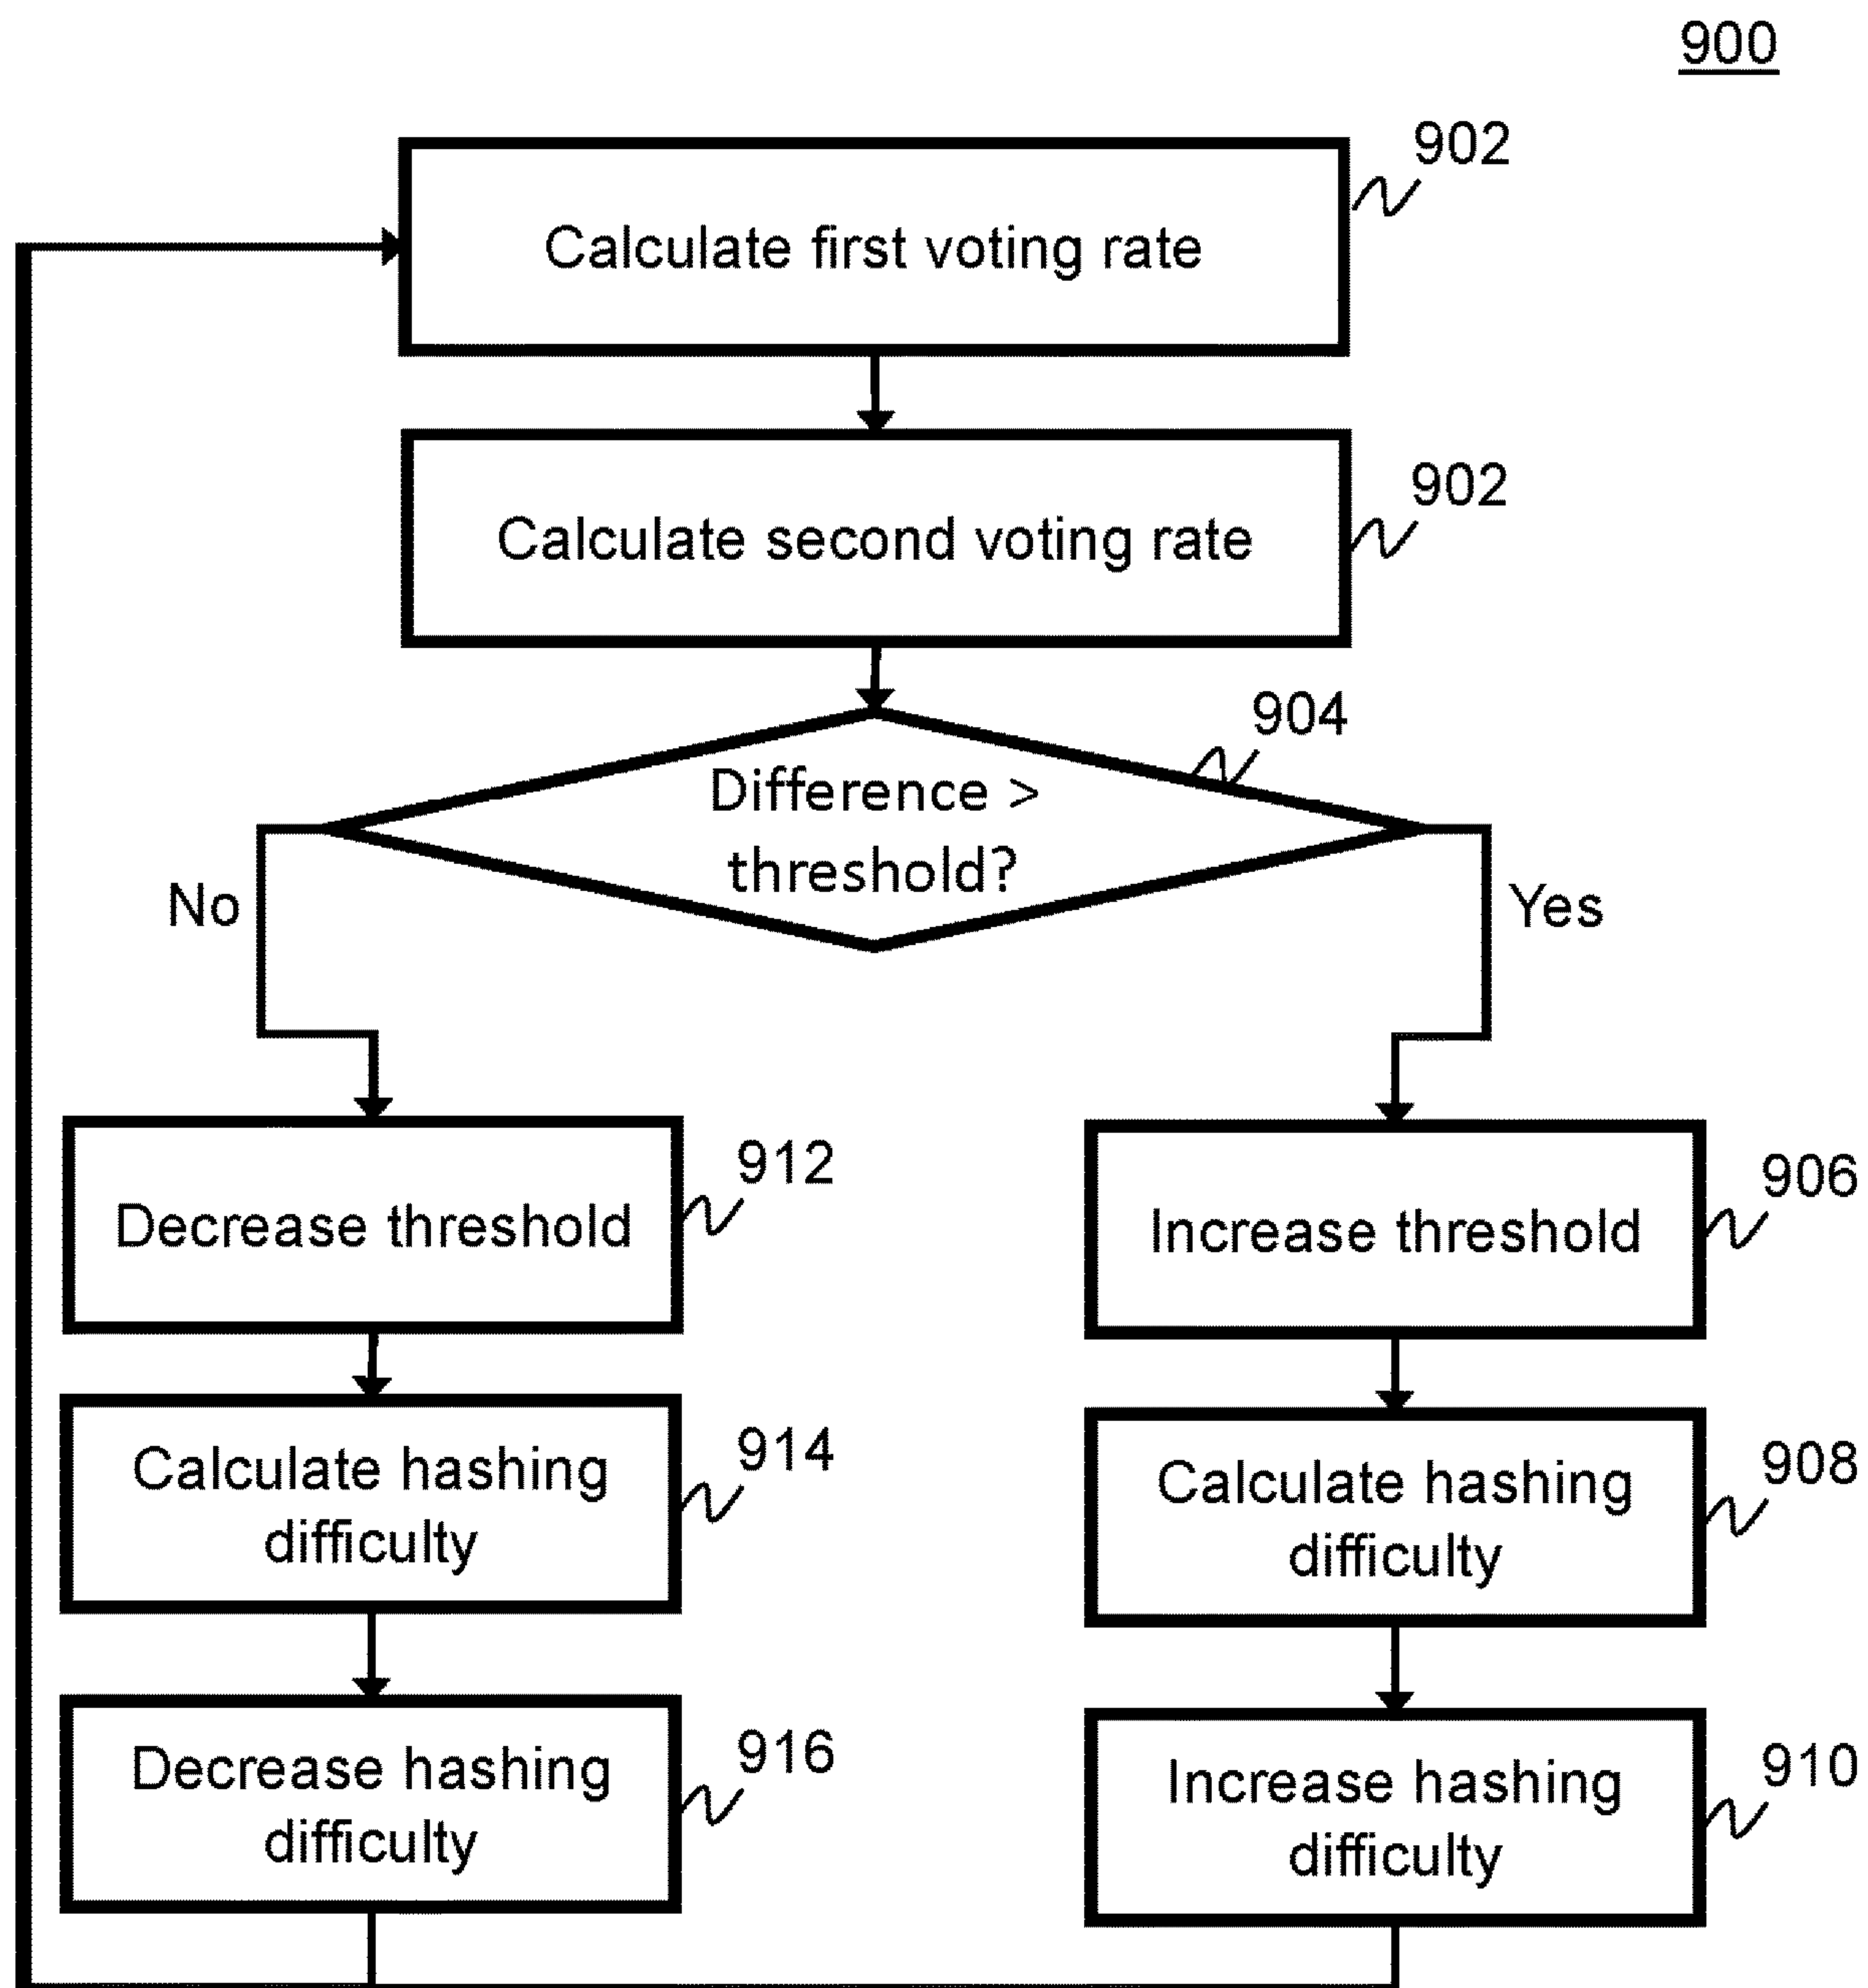 900
902
Calculate first voting rate
902
Calculate second voting rate
904
Difference >
threshold?
No
Yes
912
Decrease threshold
906
Increase threshold
914
Calculate hashing
difficulty
908
Calculate hashing
difficulty
916
Decrease hashing
difficulty
910
Increase hashing
difficulty